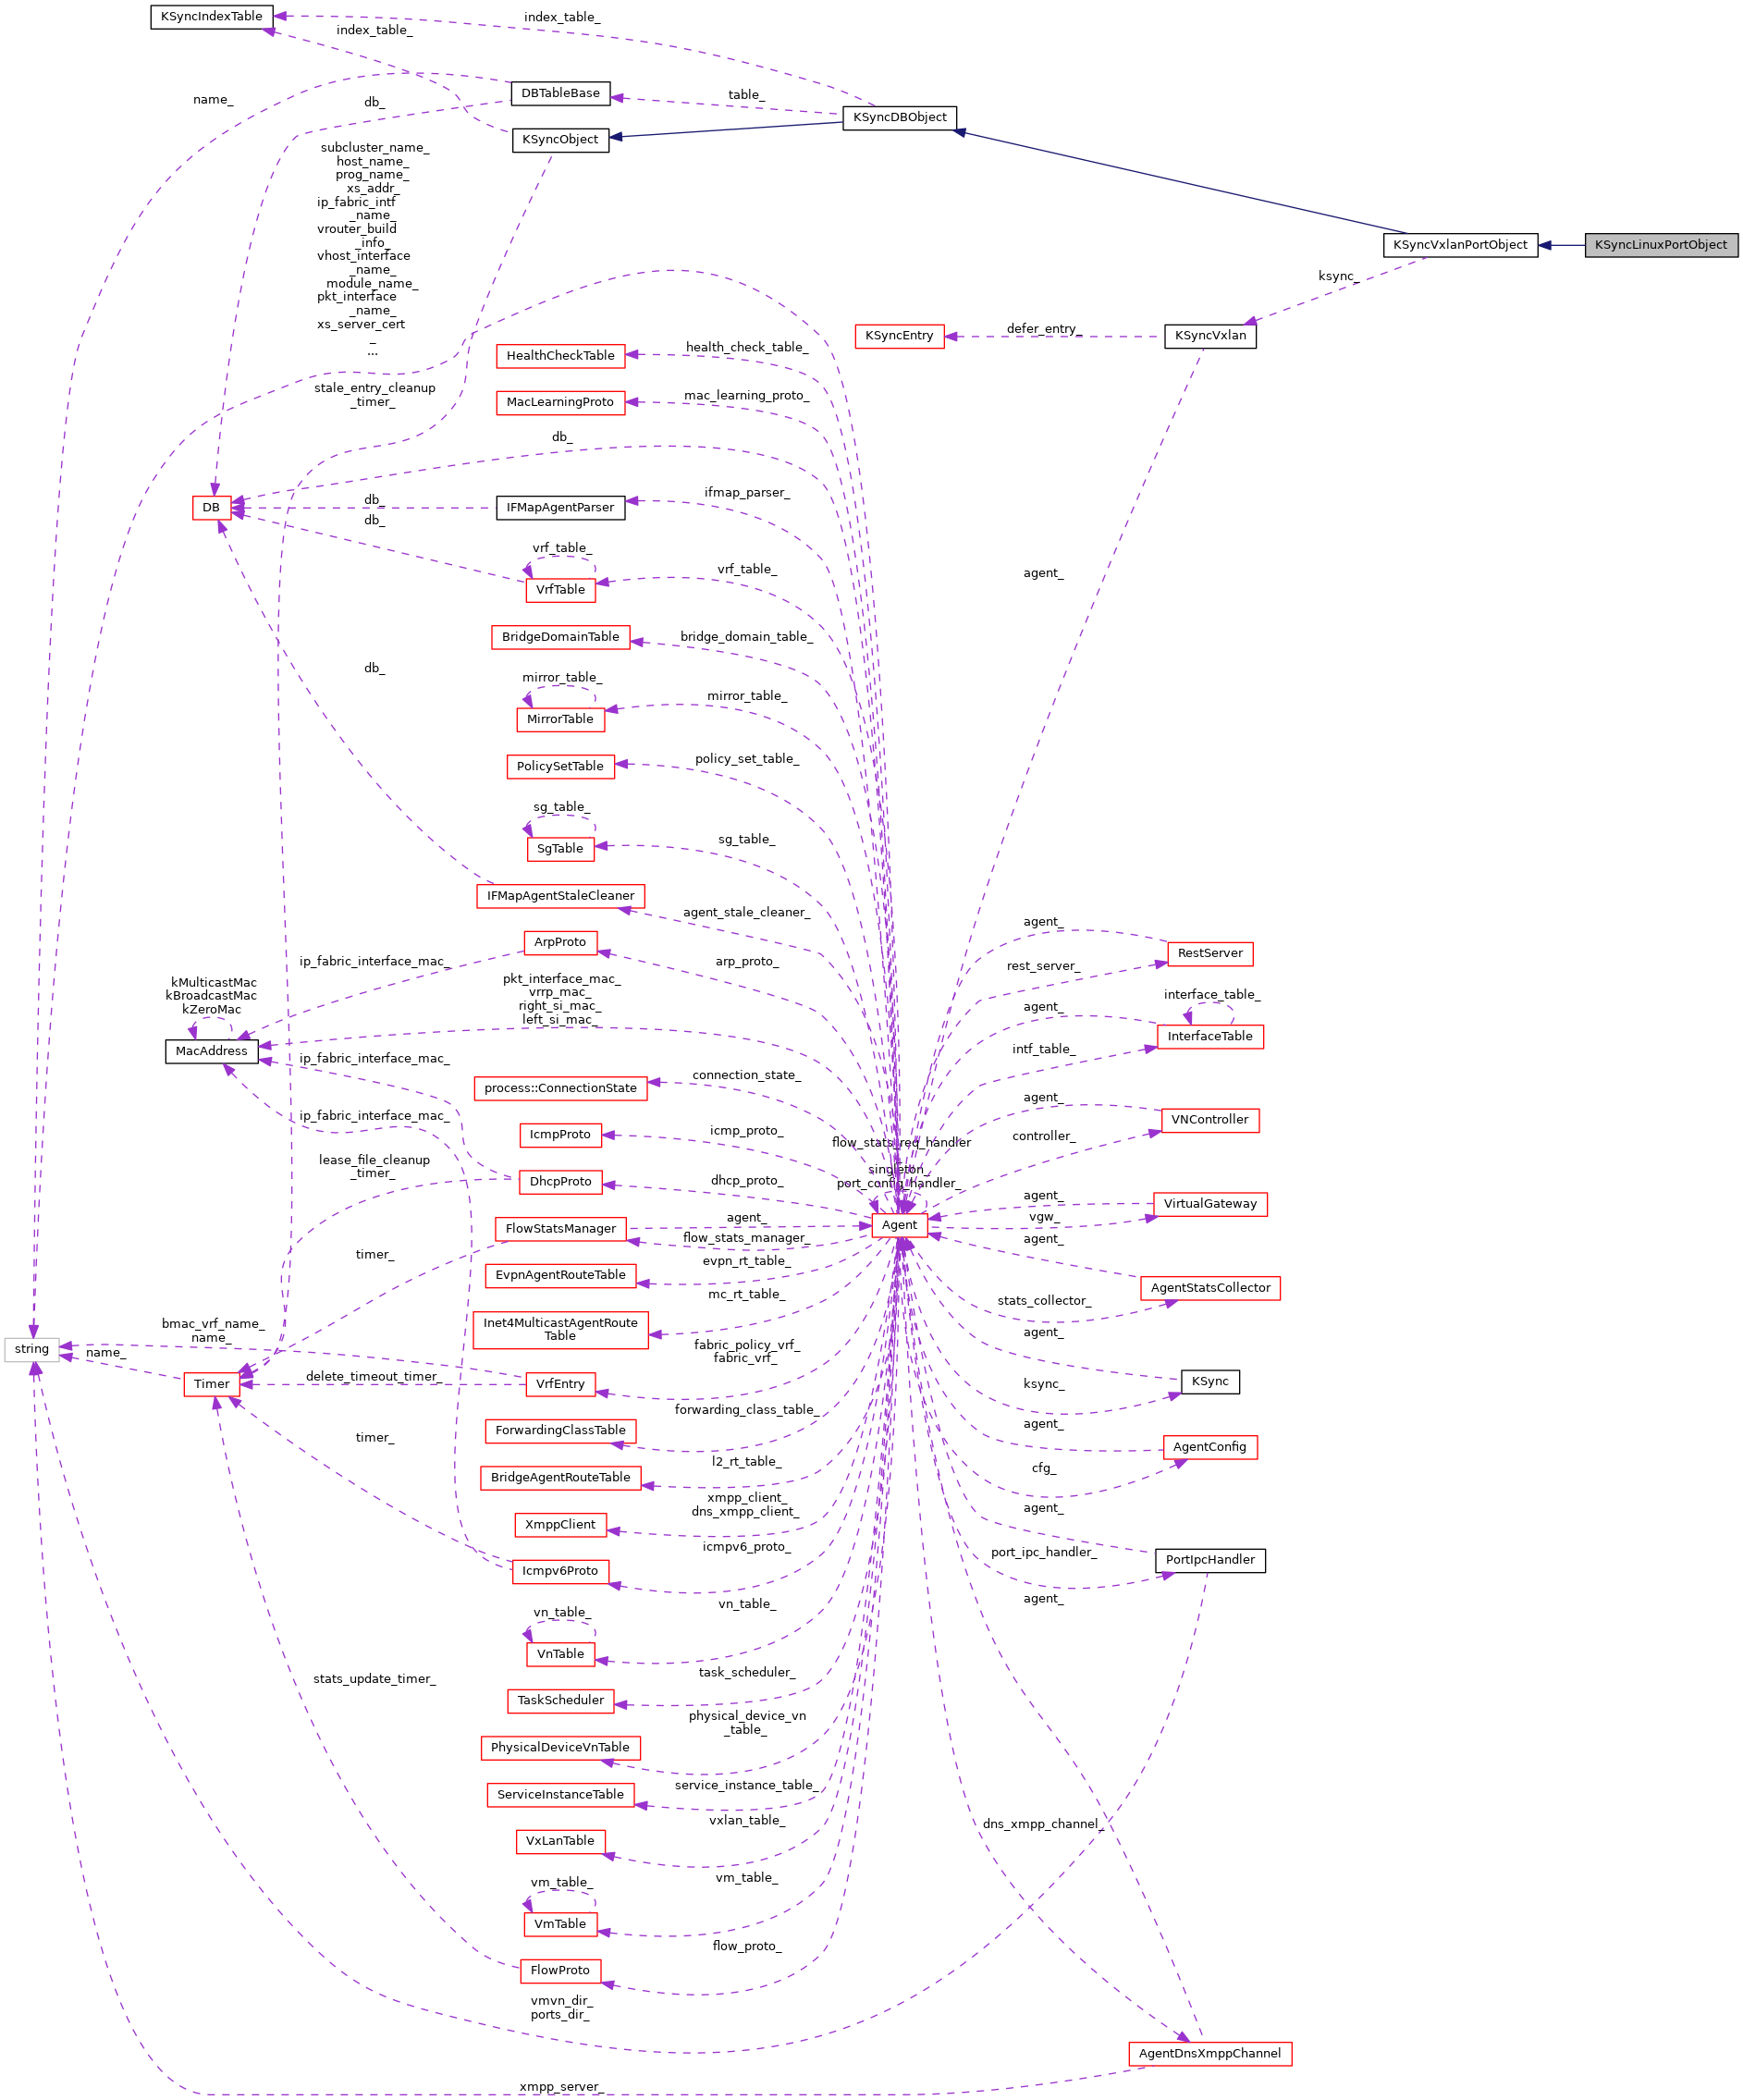 KSyncIndexTable
index_table_
index_table_
DBTableBase
table_
name_
db_
KSyncDBObject
KSyncObject
subcluster_name_
host_name_
prog_name_
xs_addr_
ip_fabric_intf
_name_
vrouter_build
_info_
vhost_interface
_name_
module_name_
pkt_interface
_name_
xs_server_cert
_
...
KSyncVxlanPortObject
KSyncLinuxPortObject
ksync_
KSyncEntry
defer_entry_
KSyncVxlan
HealthCheckTable
health_check_table_
stale_entry_cleanup
_timer_
MacLearningProto
mac_learning_proto_
db_
ifmap_parser_
DB
db_
IFMapAgentParser
db_
vrf_table_
VrfTable
vrf_table_
agent_
BridgeDomainTable
bridge_domain_table_
db_
mirror_table_
MirrorTable
mirror_table_
PolicySetTable
policy_set_table_
sg_table_
SgTable
sg_table_
IFMapAgentStaleCleaner
agent_stale_cleaner_
ArpProto
arp_proto_
ip_fabric_interface_mac_
agent_
RestServer
rest_server_
kMulticastMac
kBroadcastMac
kZeroMac
MacAddress
pkt_interface_mac_
vrrp_mac_
right_si_mac_
left_si_mac_
agent_
interface_table_
InterfaceTable
intf_table_
ip_fabric_interface_mac_
process::ConnectionState
connection_state_
ip_fabric_interface_mac_
IcmpProto
icmp_proto_
flow_stats_req_handler
_
singleton_
port_config_handler_
agent_
VNController
controller_
lease_file_cleanup
_timer_
DhcpProto
dhcp_proto_
Agent
agent_
VirtualGateway
vgw_
FlowStatsManager
agent_
flow_stats_manager_
timer_
agent_
AgentStatsCollector
stats_collector_
EvpnAgentRouteTable
evpn_rt_table_
Inet4MulticastAgentRoute
Table
mc_rt_table_
string
bmac_vrf_name_
name_
name_
Timer
delete_timeout_timer_
VrfEntry
fabric_policy_vrf_
fabric_vrf_
agent_
KSync
ksync_
ForwardingClassTable
forwarding_class_table_
timer_
agent_
AgentConfig
cfg_
BridgeAgentRouteTable
l2_rt_table_
XmppClient
xmpp_client_
dns_xmpp_client_
agent_
PortIpcHandler
port_ipc_handler_
Icmpv6Proto
icmpv6_proto_
agent_
vn_table_
VnTable
vn_table_
stats_update_timer_
TaskScheduler
task_scheduler_
PhysicalDeviceVnTable
physical_device_vn
_table_
ServiceInstanceTable
service_instance_table_
VxLanTable
vxlan_table_
dns_xmpp_channel_
vm_table_
VmTable
vm_table_
FlowProto
flow_proto_
vmvn_dir_
ports_dir_
AgentDnsXmppChannel
xmpp_server_